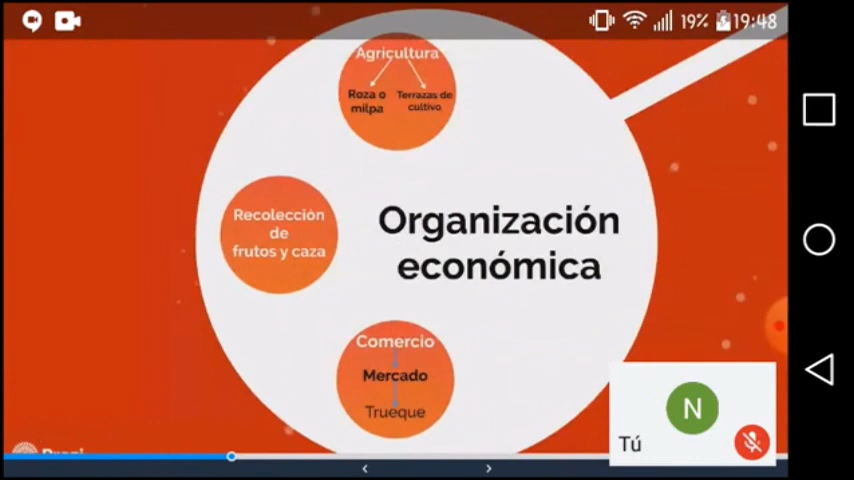 19% 19:48
Agricultura
Roza o
milpa
Terrazas de
cultivo
Recolección
de
frutos y caza
Organización
económica
Comercio
Mercado
Trueque
N
Tú
Prezi